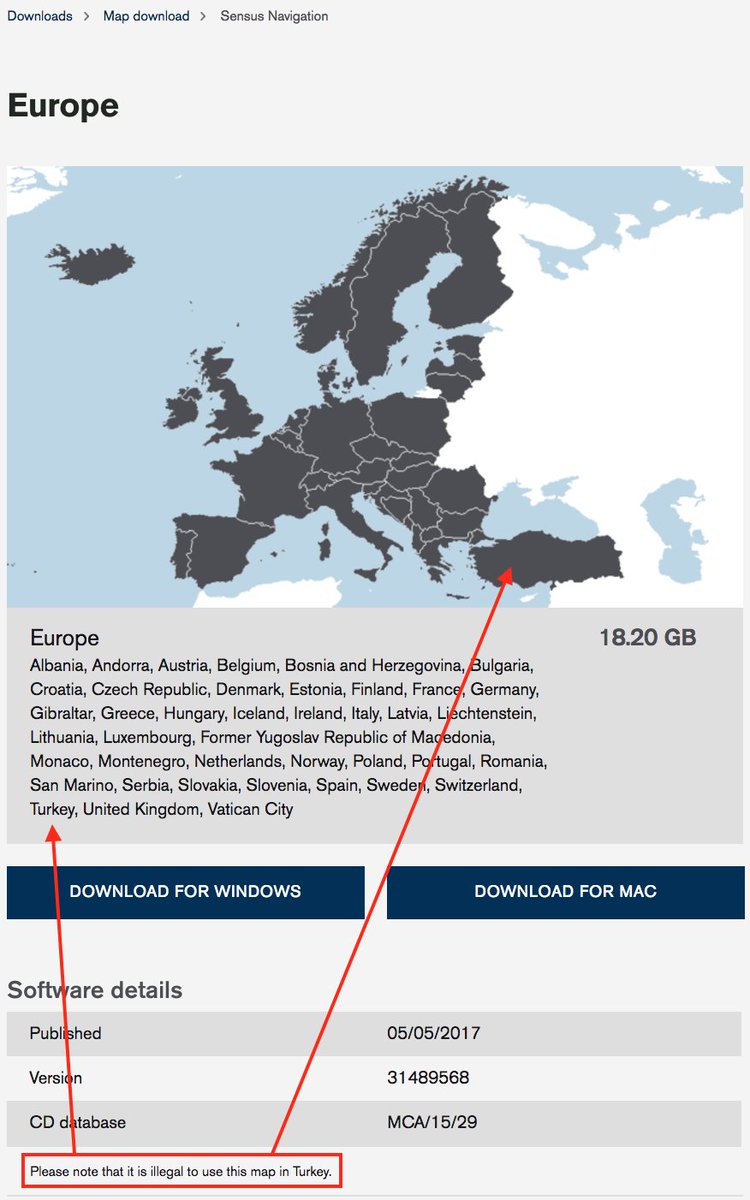 Downloads > Map download > Sensus Navigation
Europe
Europe 18.20 GB
Albania, Andorra, Austria, Belgium, Bosnia and Herzegovina, Bulgaria,
Croatia, Czech Republic, Denmark, Estonia, Finland, France, Germany,
Gibraltar, Greece, Hungary, Iceland, Ireland, Italy, Latvia, Liechtenstein,
Lithuania, Luxembourg, Former Yugoslav Republic of Macedonia,
Monaco, Montenegro, Netherlands, Norway, Poland, Portugal, Romania,
San Marino, Serbia, Slovakia, Slovenia, Spain, Sweden, Switzerland,
Turkey, United Kingdom, Vatican City
DOWNLOAD FOR WINDOWS DOWNLOAD FOR MAC
Software details
Published 05/05/2017
Version 31489568
CD database MCA/15/29
Please note that it is illegal to use this map in Turkey.